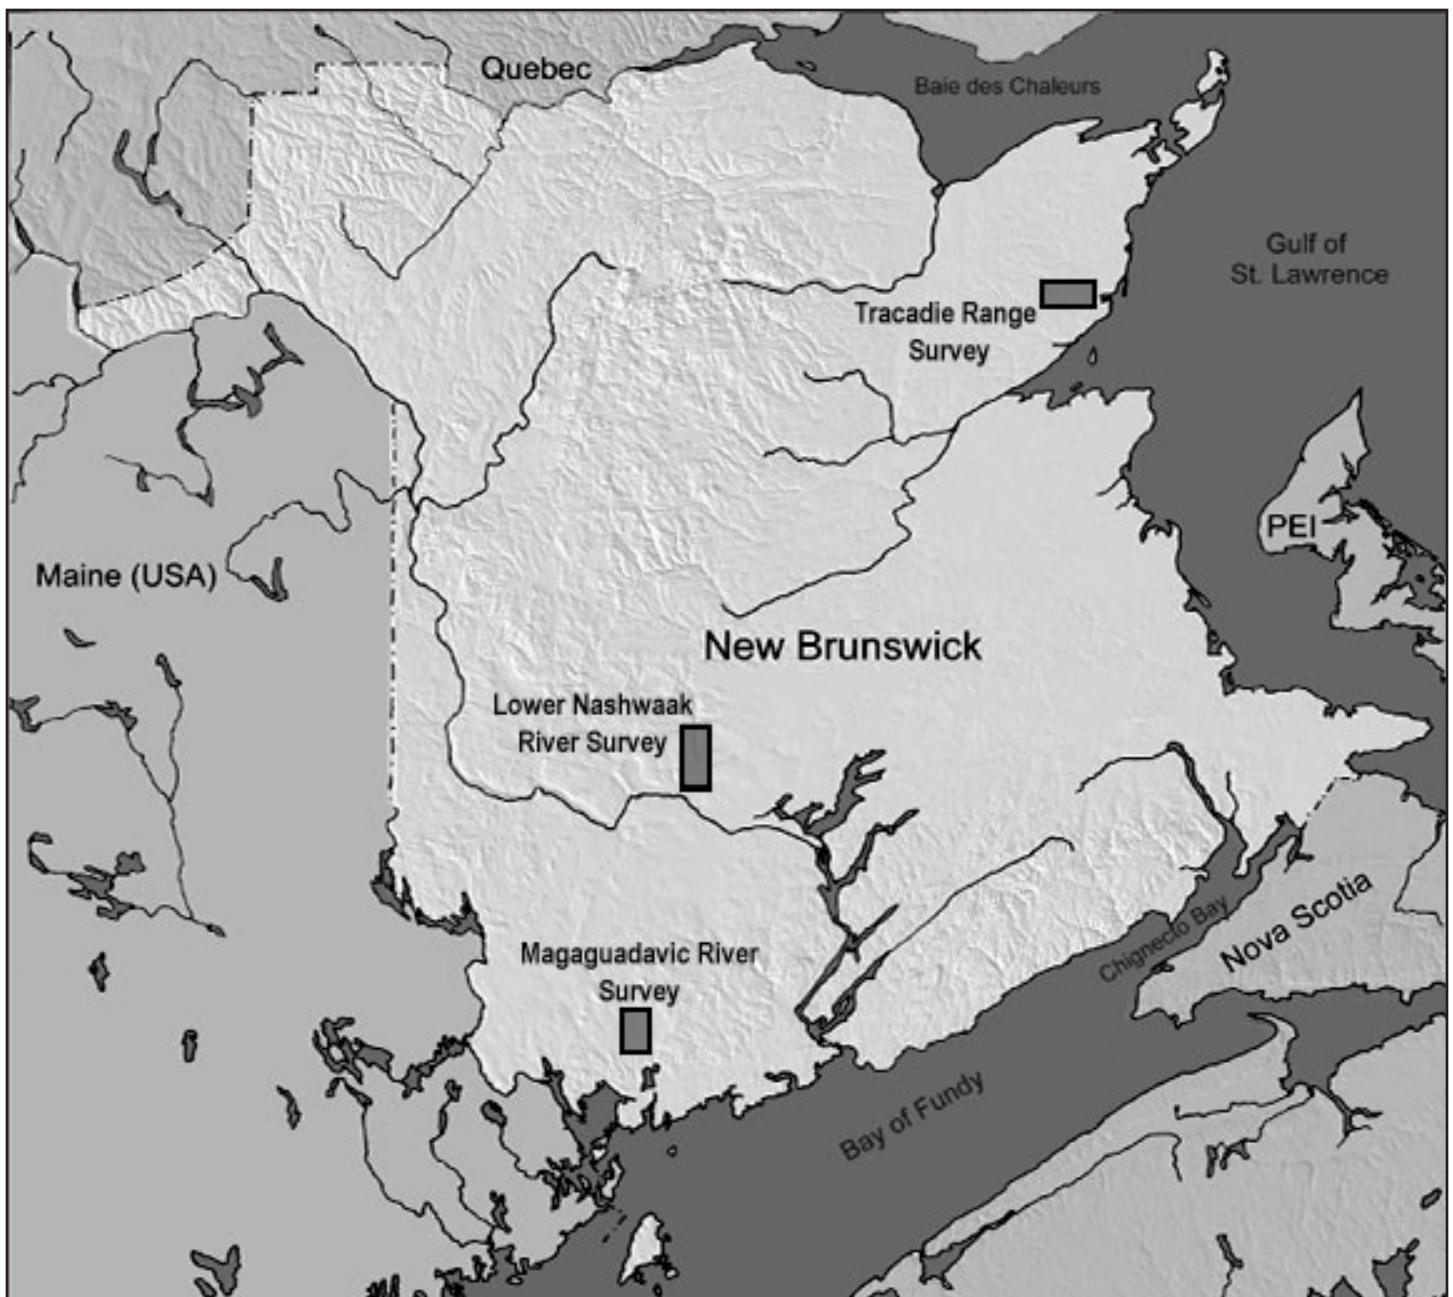 Quebec
Baie des Chaleurs
Gulf of
St. Lawrence
Tracadie Range
Survey
PEI
Maine (USA)
New Brunswick
Lower Nashwaak
River Survey
Magaguadavic River
Survey
Chignecto Bay
Nova Scotia
Bay of Fundy